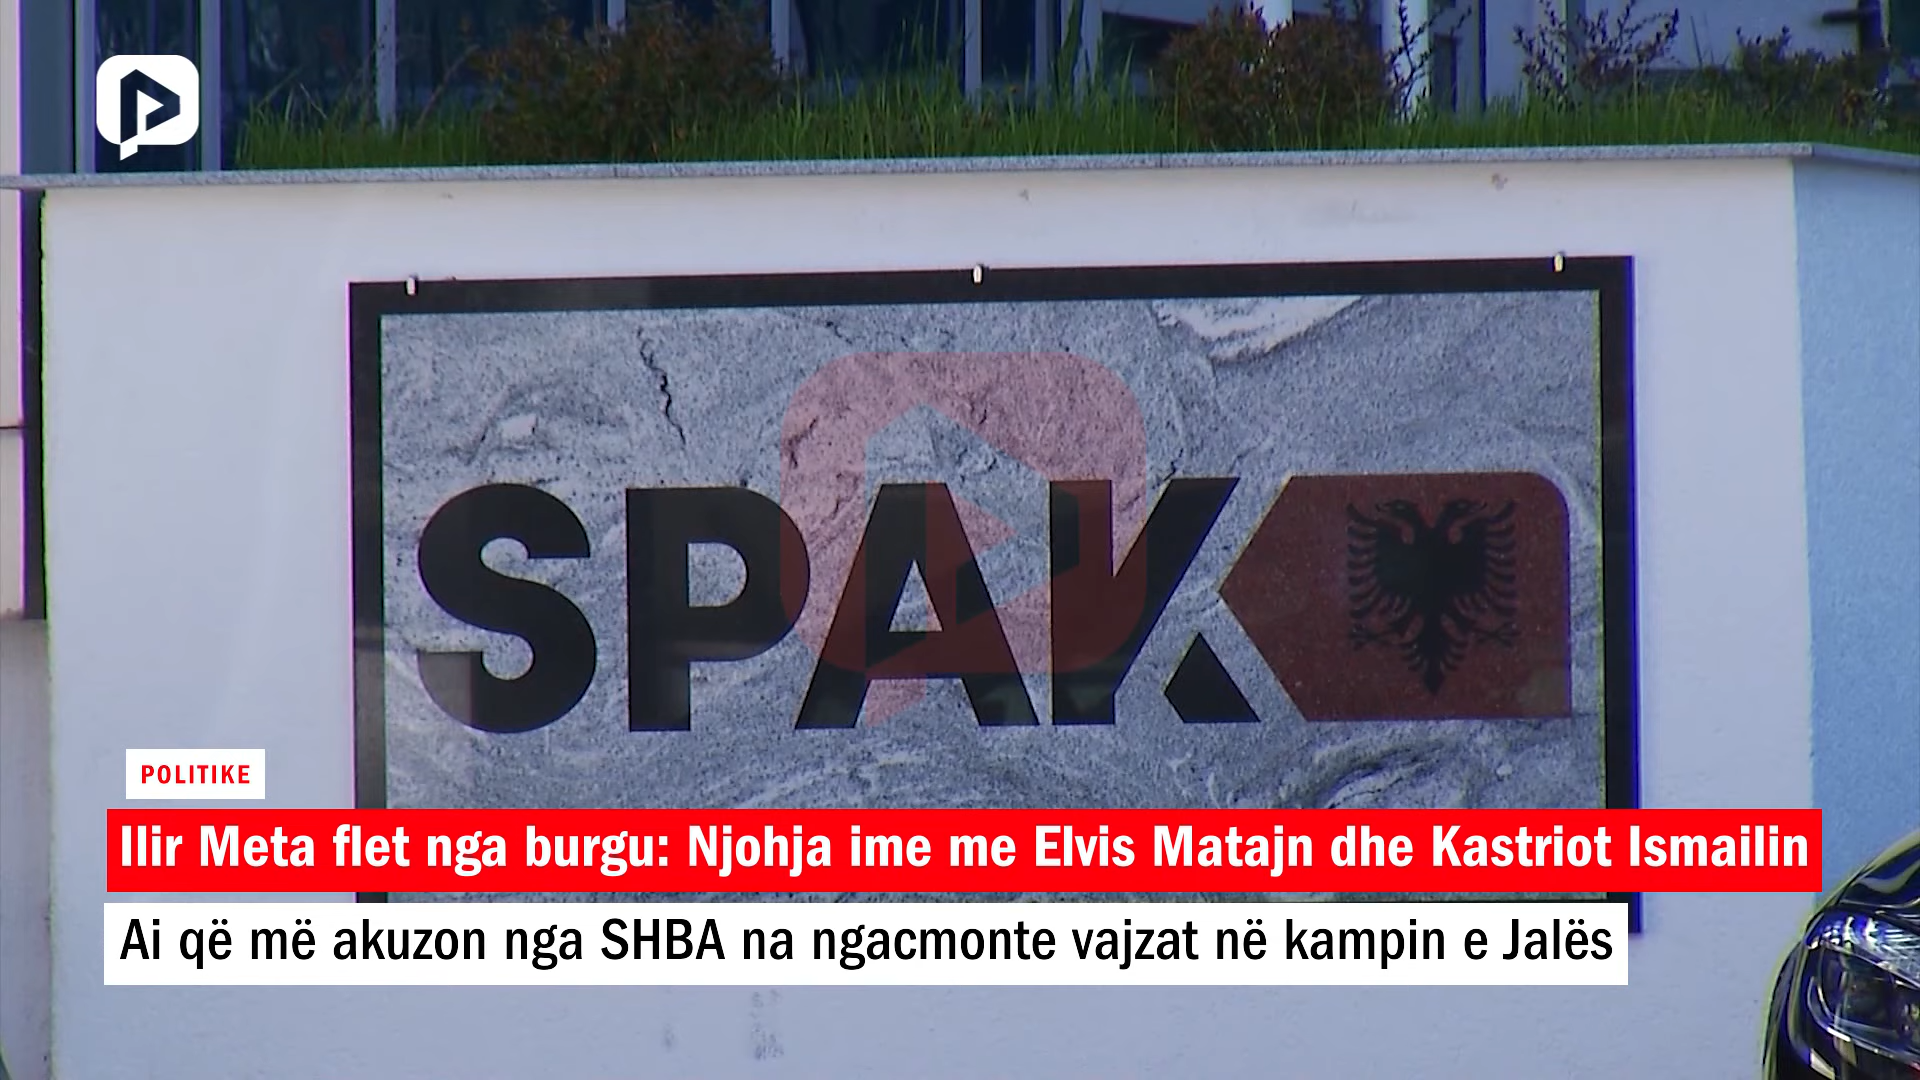 SPAK
POLITIKE
Ilir Meta flet nga burgu: Njohja ime me Elvis Matajn dhe Kastriot Ismailin
Ai që më akuzon nga SHBA na ngacmonte vajzat në kampin e Jalës